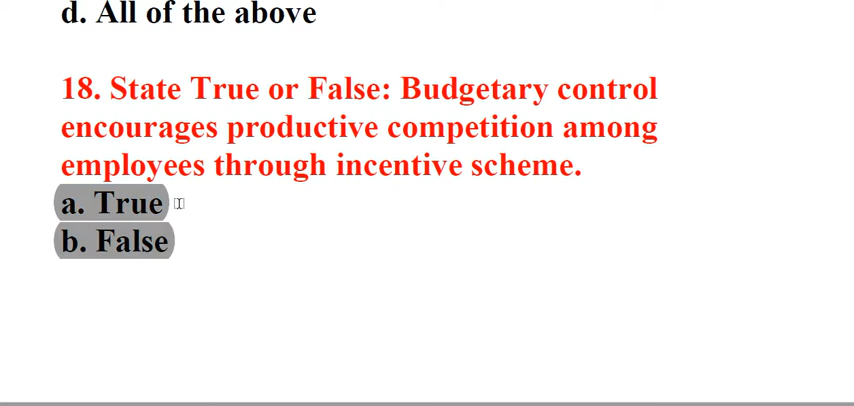 d. All of the above
18. State True or False: Budgetary control
encourages productive competition among
employees through incentive scheme.
a. True
b. False